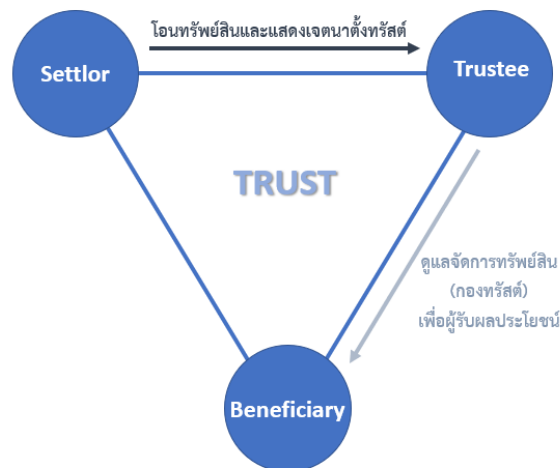 โอนทรัพย์สินและแสดงเจตนาตั้งทรัสต์
Settlor
Trustee
TRUST
ดูแลจัดการทรัพย์สิน
(กองทรัสต์)
เพื่อผู้รับผลประโยชน์
Beneficiary